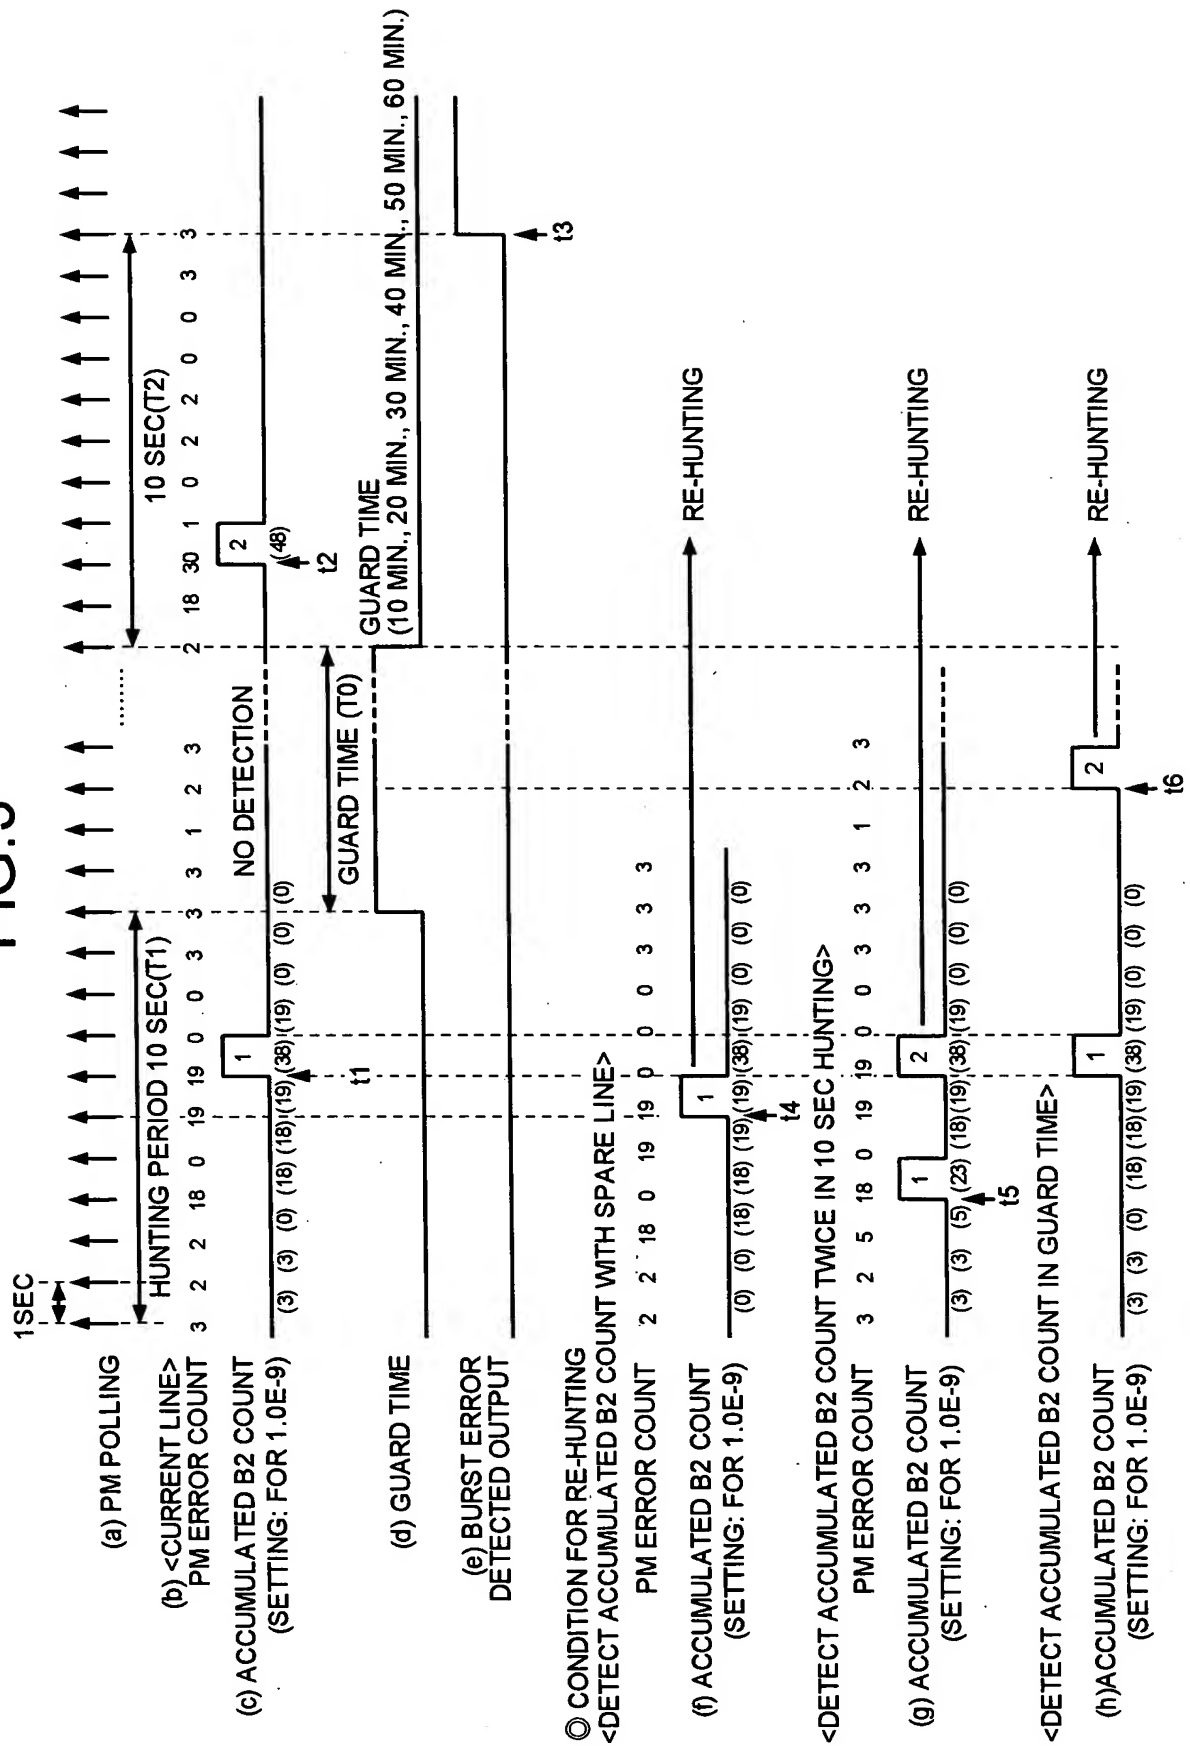 1SEC
(a) PM POLLING
HUNTING PERIOD 10 SEC(T1)
........
10 SEC(T2)
(b) <CURRENT LINE>
PM ERROR COUNT
3 2 2 18 0 19 19 0 0 3 3 3 1 2 3 2 18 30 1 0 2 2 0 0 3 3
(c) ACCUMULATED B2 COUNT
(SETTING: FOR 1.0E-9)
1
NO DETECTION
2
(3) (3) (0) (18) (18) (19) (38) (19) (0) (0) (0)
(48)
t1
t2
(d) GUARD TIME
GUARD TIME (T0)
GUARD TIME
(10 MIN., 20 MIN., 30 MIN., 40 MIN., 50 MIN., 60 MIN.)
(e) BURST ERROR
DETECTED OUTPUT
t3
◎ CONDITION FOR RE-HUNTING
<DETECT ACCUMULATED B2 COUNT WITH SPARE LINE>
PM ERROR COUNT
2 2 18 0 19 19 0 0 0 3 3 3
RE-HUNTING
(f) ACCUMULATED B2 COUNT
(SETTING: FOR 1.0E-9)
1
(0) (0) (18) (18) (19) (19) (38) (19) (0) (0) (0)
t4
<DETECT ACCUMULATED B2 COUNT TWICE IN 10 SEC HUNTING>
PM ERROR COUNT
3 2 5 18 0 19 19 0 0 3 3 3 1 2 3
RE-HUNTING
(g) ACCUMULATED B2 COUNT
(SETTING: FOR 1.0E-9)
1
2
(3) (3) (5) (23) (18) (19) (38) (19) (0) (0) (0)
t5
<DETECT ACCUMULATED B2 COUNT IN GUARD TIME>
RE-HUNTING
(h)ACCUMULATED B2 COUNT
(SETTING: FOR 1.0E-9)
1
2
(3) (3) (0) (18) (18) (19) (38) (19) (0) (0) (0)
t6